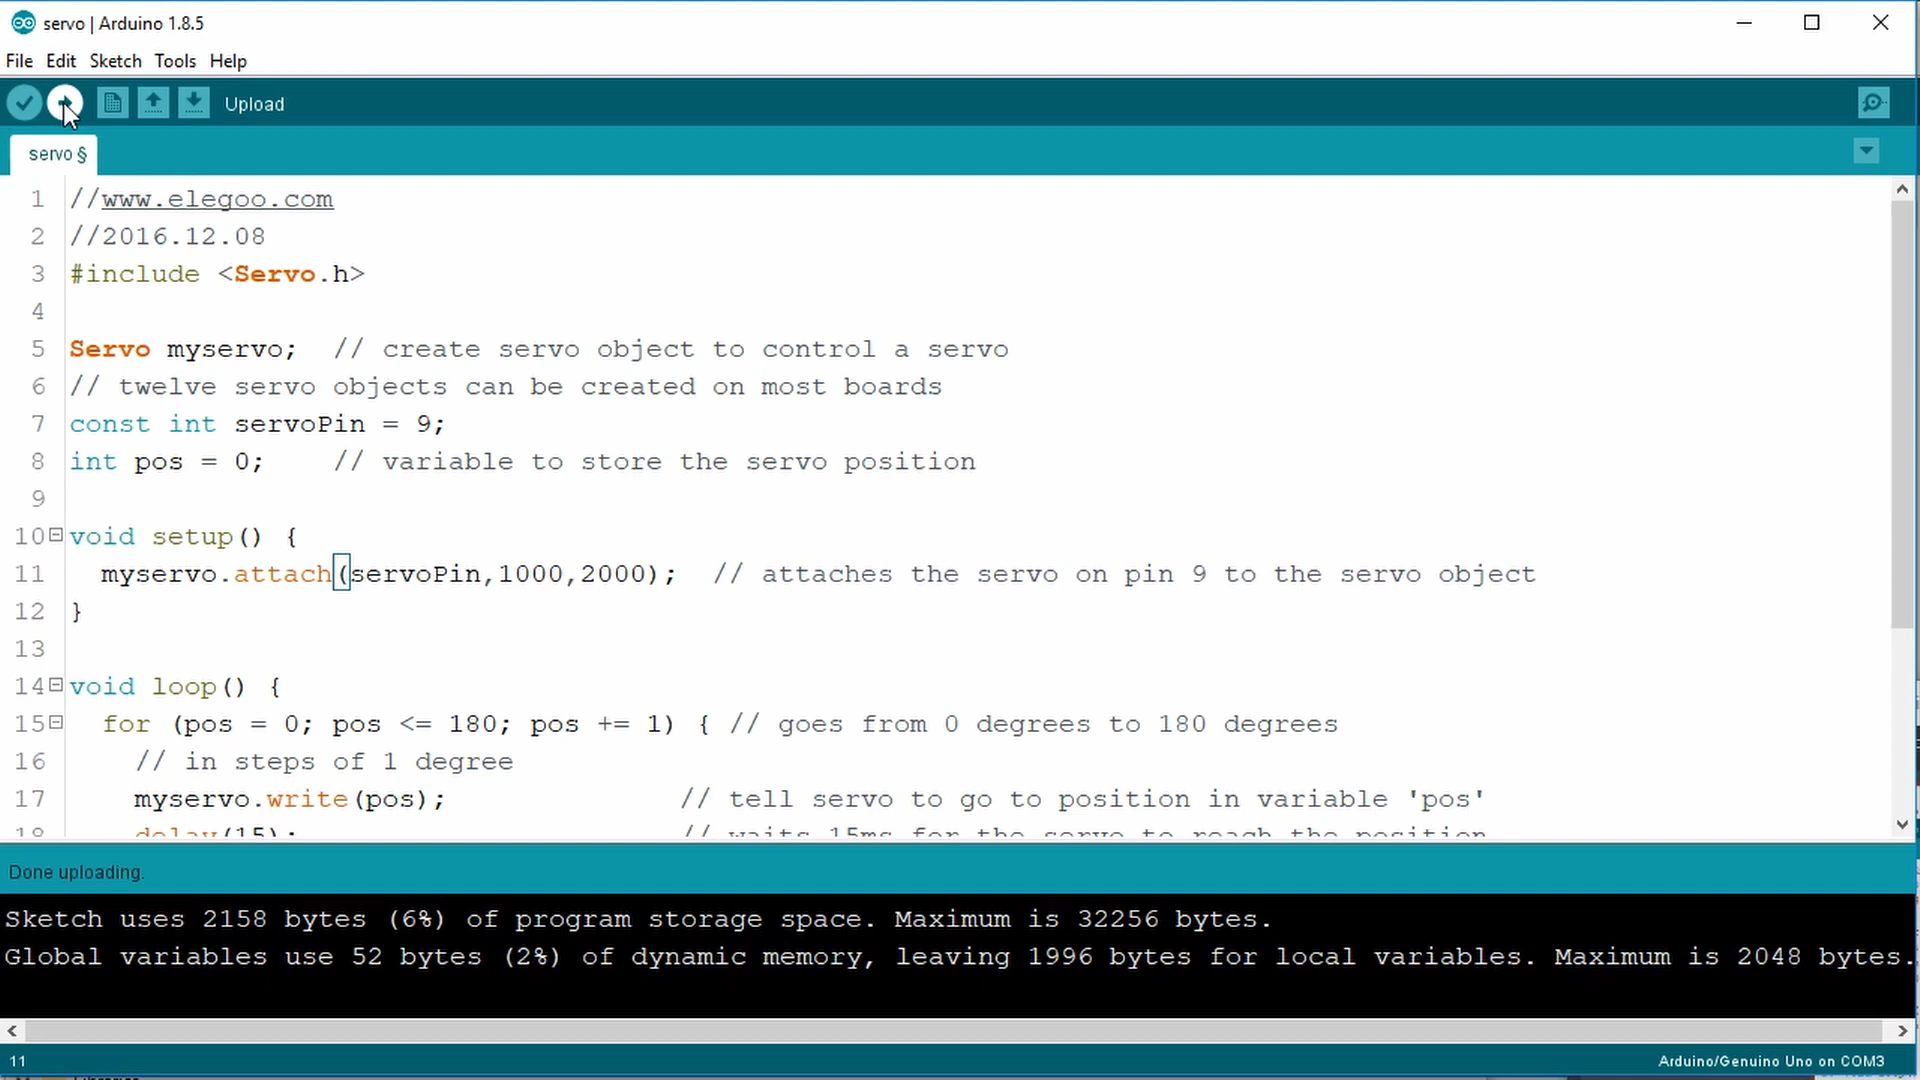 servo | Arduino 1.8.5
File Edit Sketch Tools Help
Upload
servo §
1 //www.elegoo.com
2 //2016.12.08
3 #include <Servo.h>
4
5 Servo myservo;  // create servo object to control a servo
6 // twelve servo objects can be created on most boards
7 const int servoPin = 9;
8 int pos = 0;    // variable to store the servo position
9
10 void setup() {
11   myservo.attach(servoPin,1000,2000);  // attaches the servo on pin 9 to the servo object
12 }
13
14 void loop() {
15   for (pos = 0; pos <= 180; pos += 1) { // goes from 0 degrees to 180 degrees
16     // in steps of 1 degree
17     myservo.write(pos);              // tell servo to go to position in variable 'pos'
18     delay(15);                       // waits 15ms for the servo to reach the position
Done uploading.
Sketch uses 2158 bytes (6%) of program storage space. Maximum is 32256 bytes.
Global variables use 52 bytes (2%) of dynamic memory, leaving 1996 bytes for local variables. Maximum is 2048 bytes.
11
Arduino/Genuino Uno on COM3